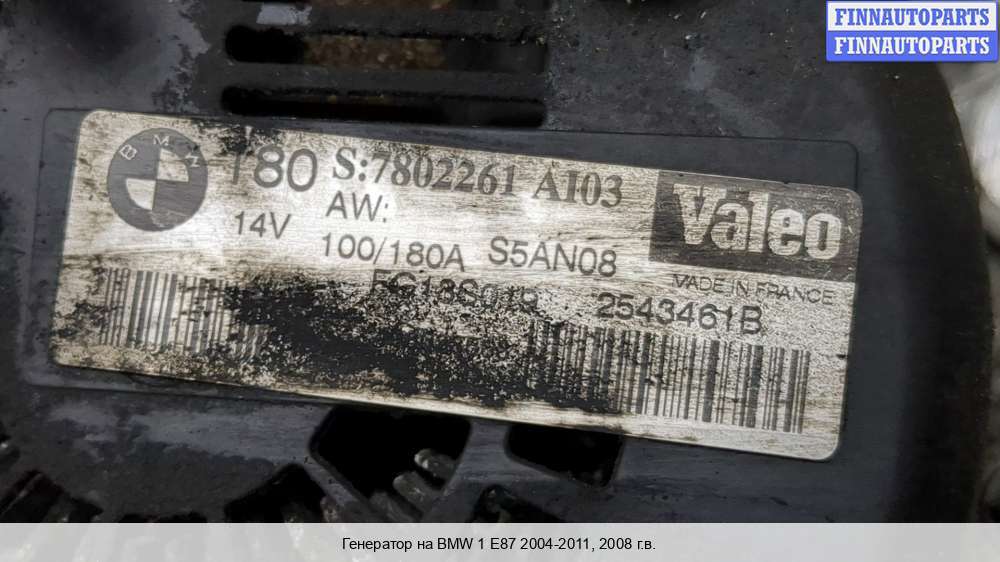 FINNAUTOPARTS
FINNAUTOPARTS
BMW
180 S:7802261 AI03
14V AW:
Valeo
100/180A S5AN08
MADE IN FRANCE
2543461B
Генератор на BMW 1 E87 2004-2011, 2008 г.в.